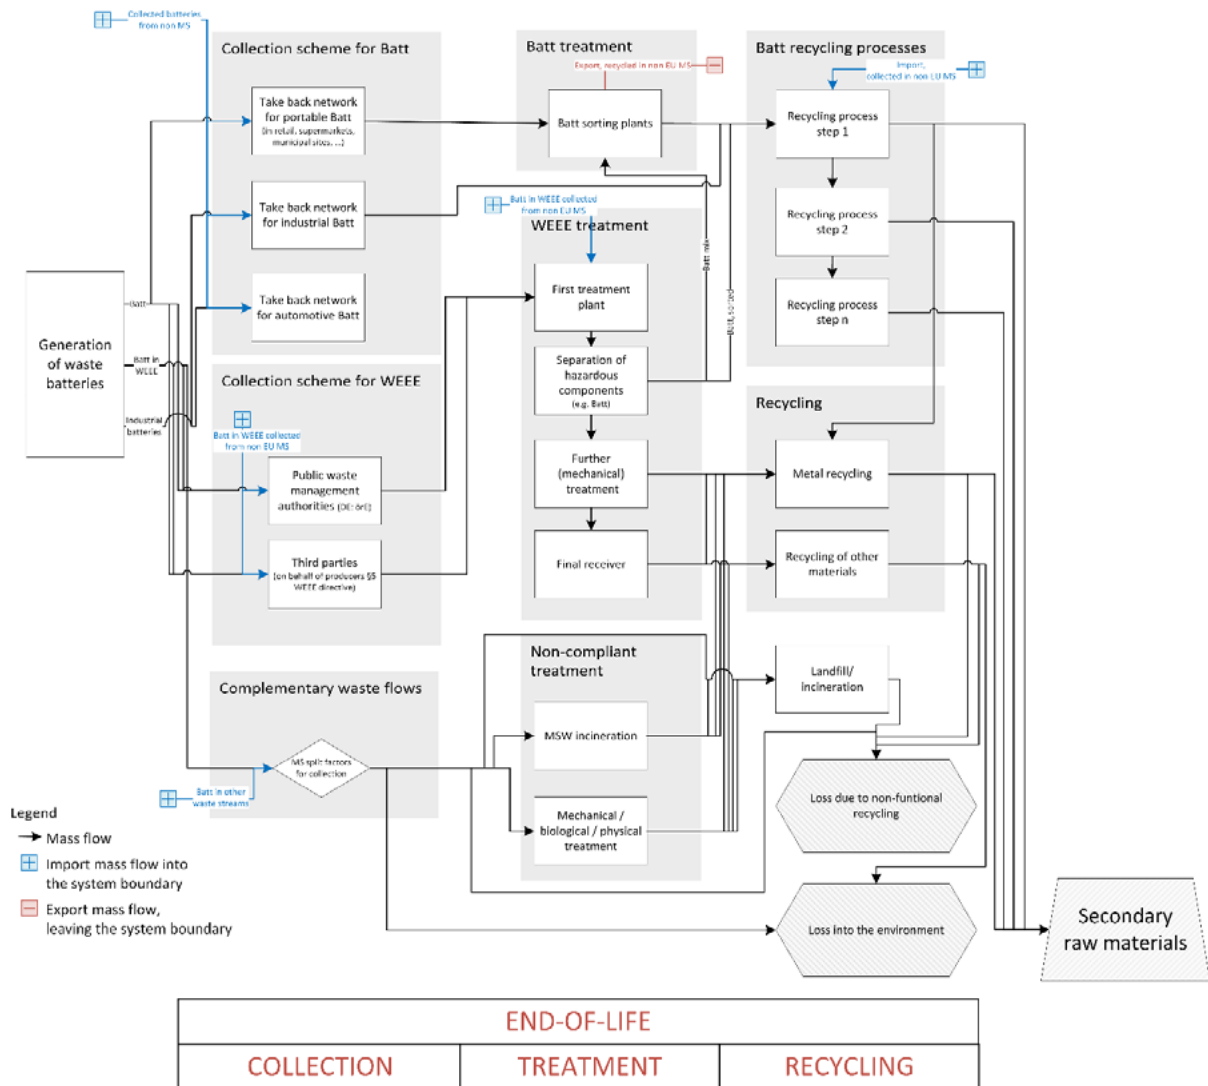 Collected batteries
from non MS
Collection scheme for Batt
Take back network
for portable Batt
(in retail, supermarkets,
municipal sites, ...)
Take back network
for industrial Batt
Take back network
for automotive Batt
Batt treatment
Export, recycled in non EU MS
Batt sorting plants
Batt recycling processes
Import,
collected in non EU MS
Recycling process
step 1
Recycling process
step 2
Recycling process
step n
Batt in WEEE collected
from non EU MS
WEEE treatment
First treatment
plant
Separation of
hazardous
components
(e.g. Batt)
Further
(mechanical)
treatment
Final receiver
Batt mix
Batt, sorted
Generation
of waste
batteries
Batt
Batt in
WEEE
Industrial
batteries
Collection scheme for WEEE
Batt in WEEE collected
from non EU MS
Public waste
management
authorities (DE: örE)
Third parties
(on behalf of producers §5
WEEE directive)
Recycling
Metal recycling
Recycling of other
materials
Complementary waste flows
MS split factors
for collection
Batt in other
waste streams
Non-compliant
treatment
MSW incineration
Mechanical /
biological / physical
treatment
Landfill/
incineration
Loss due to non-funtional
recycling
Loss into the environment
Secondary
raw materials
Legend
Mass flow
Import mass flow into
the system boundary
Export mass flow,
leaving the system boundary
END-OF-LIFE
COLLECTION
TREATMENT
RECYCLING